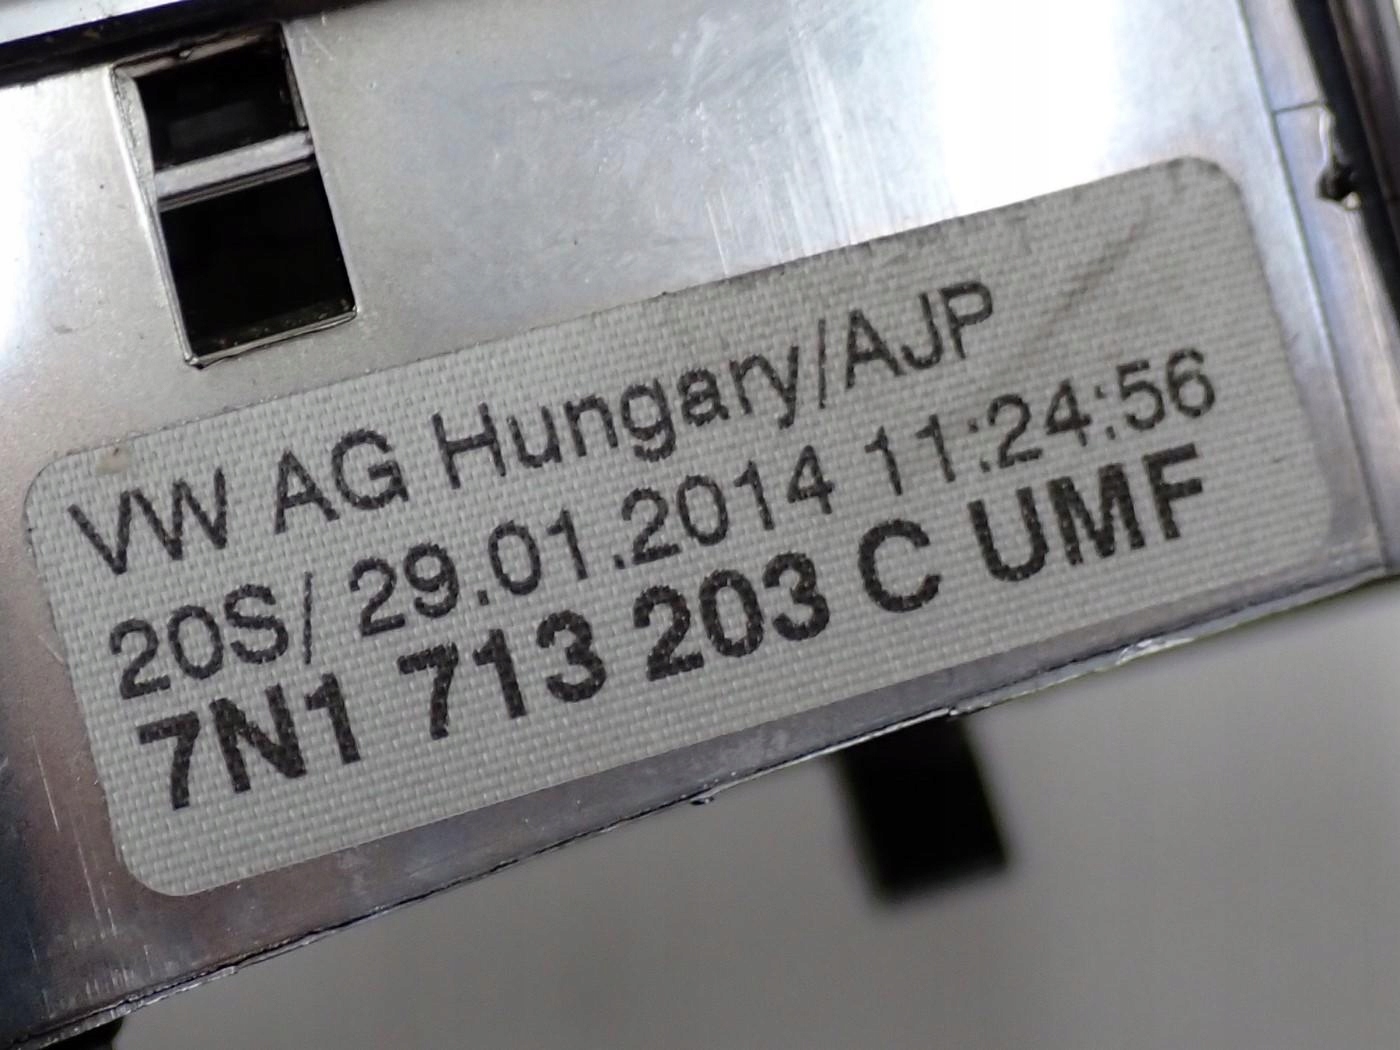 VW AG Hungary/AJP
20S/ 29.01.2014 11:24:56
7N1 713 203 C UMF